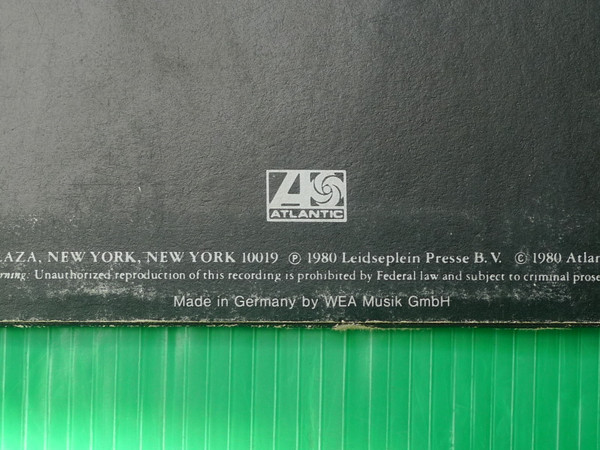 ATLANTIC
LAZA, NEW YORK, NEW YORK 10019 ℗ 1980 Leidseplein Presse B.V. © 1980 Atlan
rning. Unauthorized reproduction of this recording is prohibited by Federal law and subject to criminal prose
Made in Germany by WEA Musik GmbH